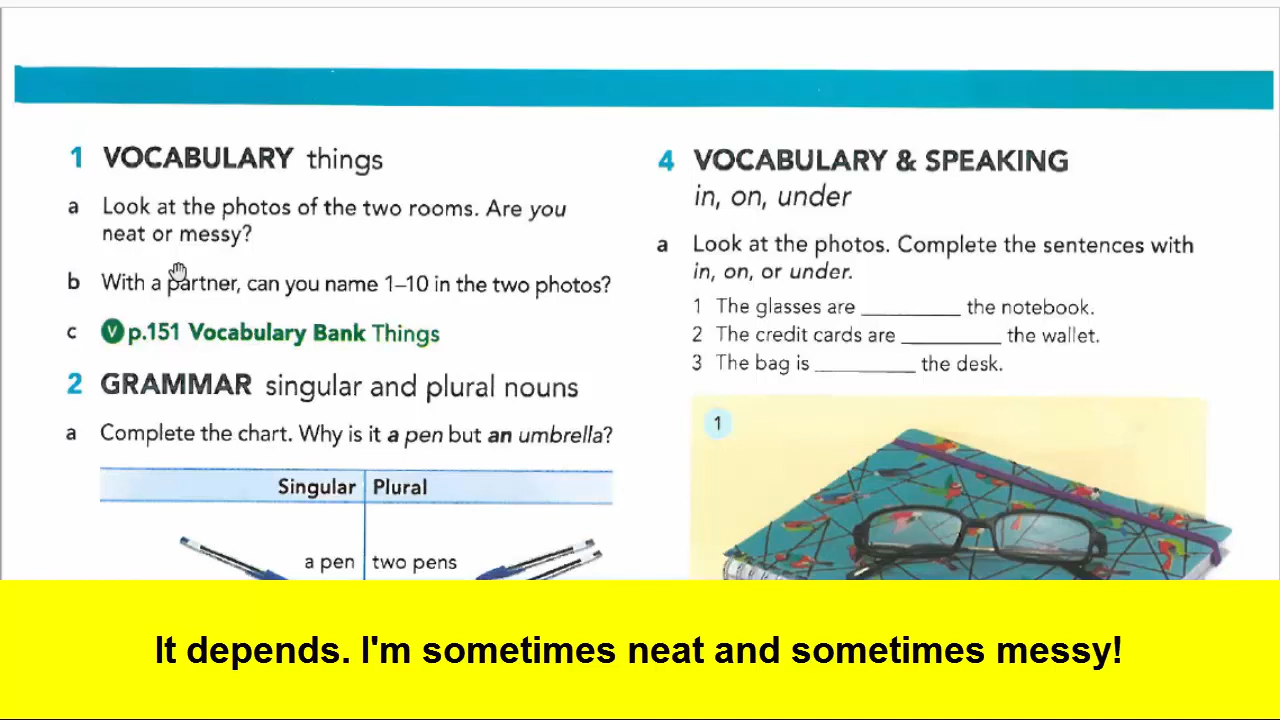 1 VOCABULARY things
a Look at the photos of the two rooms. Are you
neat or messy?
b With a partner, can you name 1–10 in the two photos?
c V p.151 Vocabulary Bank Things
2 GRAMMAR singular and plural nouns
a Complete the chart. Why is it a pen but an umbrella?
Singular Plural
a pen two pens
4 VOCABULARY & SPEAKING
in, on, under
a Look at the photos. Complete the sentences with
in, on, or under.
1 The glasses are __________ the notebook.
2 The credit cards are __________ the wallet.
3 The bag is __________ the desk.
1
It depends. I'm sometimes neat and sometimes messy!